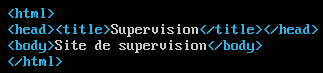 <html>
<head><title>Supervision</title></head>
<body>Site de supervision</body>
</html>